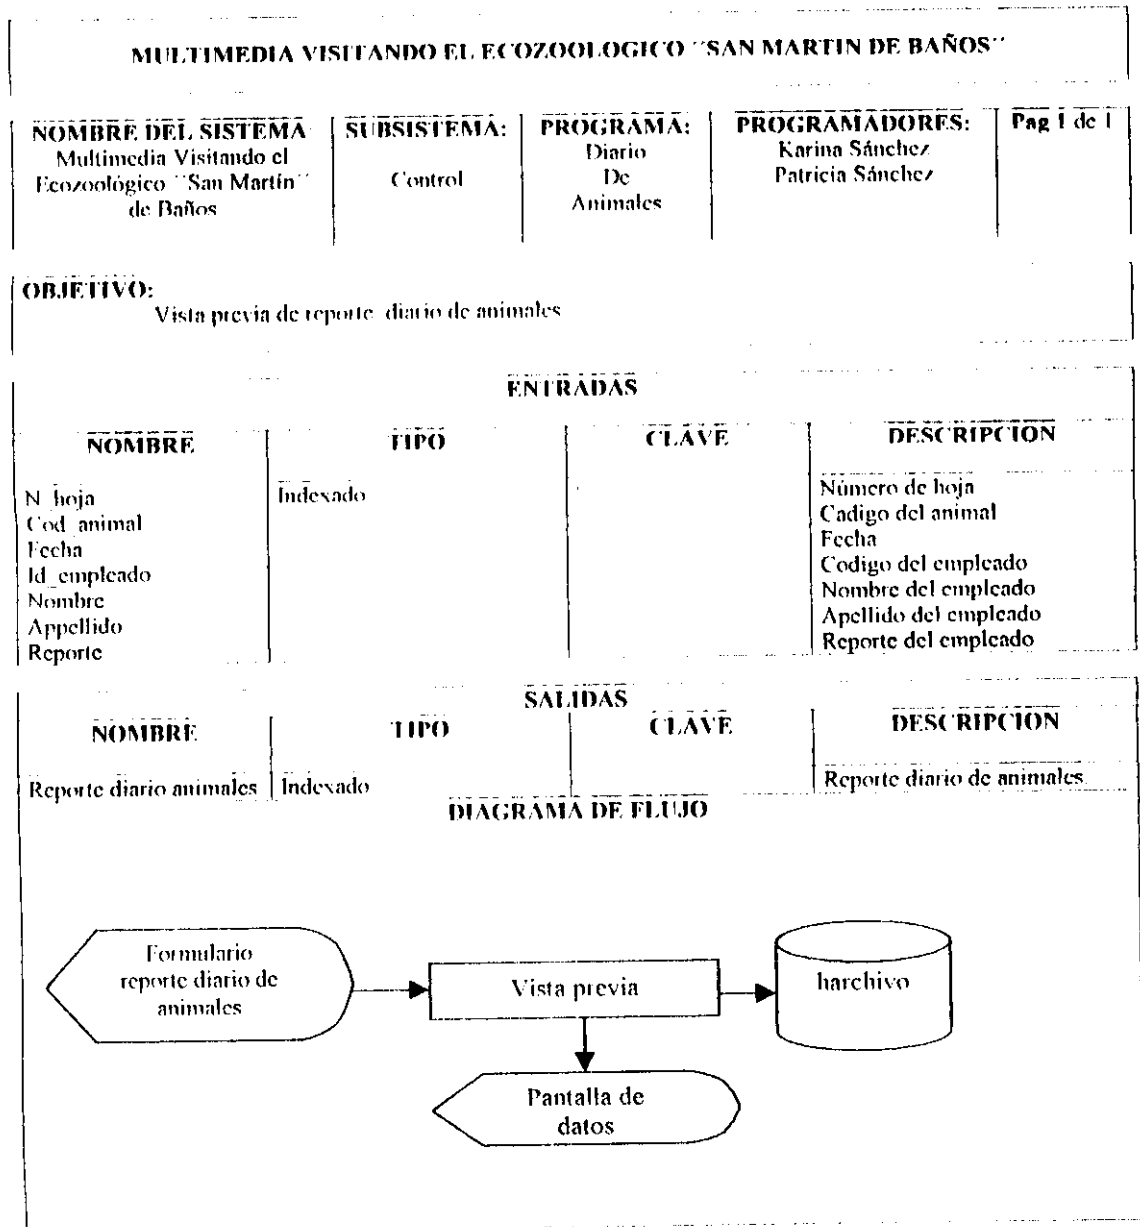 MULTIMEDIA VISITANDO EL ECOZOOLOGICO ¨SAN MARTIN DE BAÑOS¨
NOMBRE DEL SISTEMA
Multimedia Visitando el
Ecozoológico ¨San Martín¨
de Baños
SUBSISTEMA:
Control
PROGRAMA:
Diario
De
Animales
PROGRAMADORES:
Karina Sánchez
Patricia Sánchez
Pag 1 de 1
OBJETIVO:
Vista previa de reporte diario de animales
ENTRADAS
NOMBRE TIPO CLAVE DESCRIPCION
N_hoja Indexado Número de hoja
Cod_animal Cadigo del animal
Fecha Fecha
Id_empleado Codigo del empleado
Nombre Nombre del empleado
Appellido Apellido del empleado
Reporte Reporte del empleado
SALIDAS
NOMBRE TIPO CLAVE DESCRIPCION
Reporte diario animales Indexado Reporte diario de animales
DIAGRAMA DE FLUJO
Formulario
reporte diario de
animales
Vista previa
harchivo
Pantalla de
datos